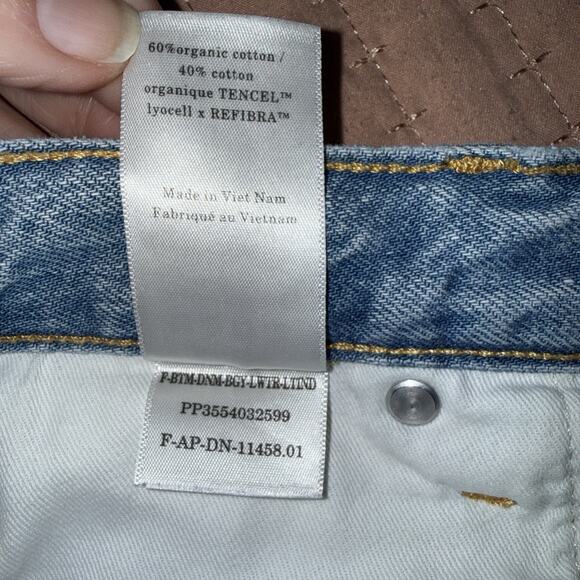 60%organic cotton /
40% cotton
organique TENCEL™
lyocell x REFIBRA™
Made in Viet Nam
Fabriqué au Vietnam
F-BTM-DNM-BGY-LWTR-LTIND
PP3554032599
F-AP-DN-11458.01